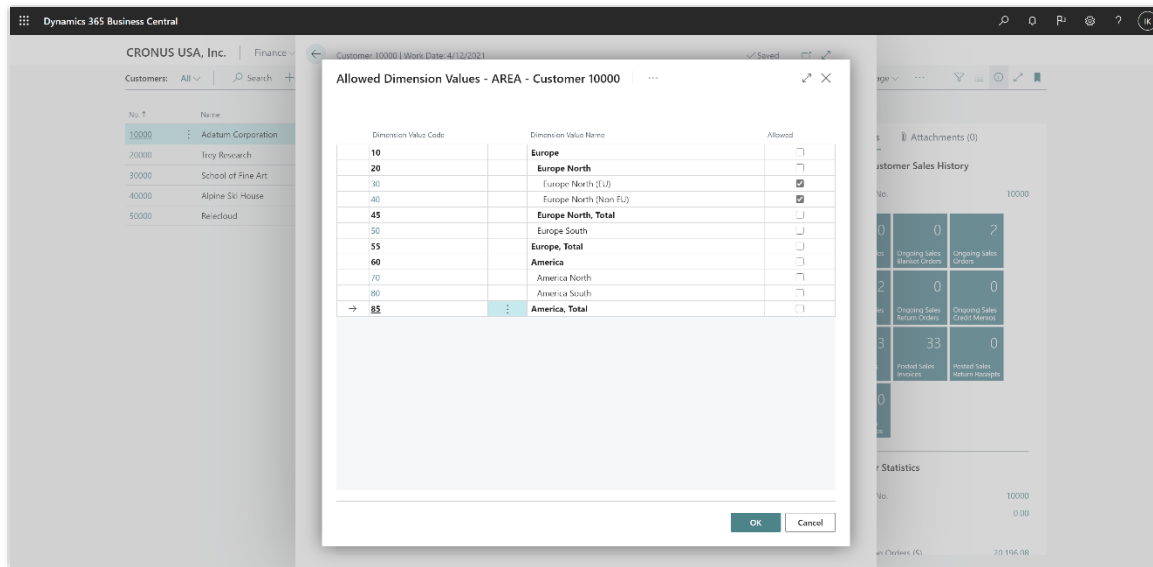 Dynamics 365 Business Central
IK
CRONUS USA, Inc.
Finance
Customer 10000 | Work Date: 4/12/2021
Saved
Customers: All Search
Allowed Dimension Values - AREA - Customer 10000
No. ↑ Name
10000 Adatum Corporation
20000 Trey Research
30000 School of Fine Art
40000 Alpine Ski House
50000 Relecloud
Dimension Value Code Dimension Value Name Allowed
10 Europe
20 Europe North
30 Europe North (EU)
40 Europe North (Non EU)
45 Europe North, Total
50 Europe South
55 Europe, Total
60 America
70 America North
80 America South
85 America, Total
OK Cancel
Attachments (0)
ustomer Sales History
No. 10000
0 0 2
Ongoing Sales Blanket Orders
Ongoing Sales Orders
2 0 0
Ongoing Sales Return Orders
Ongoing Sales Credit Memos
3 33 0
Posted Sales Invoices
Posted Sales Return Receipts
0
r Statistics
No. 10000
0.00
Orders ($) 20,196.08